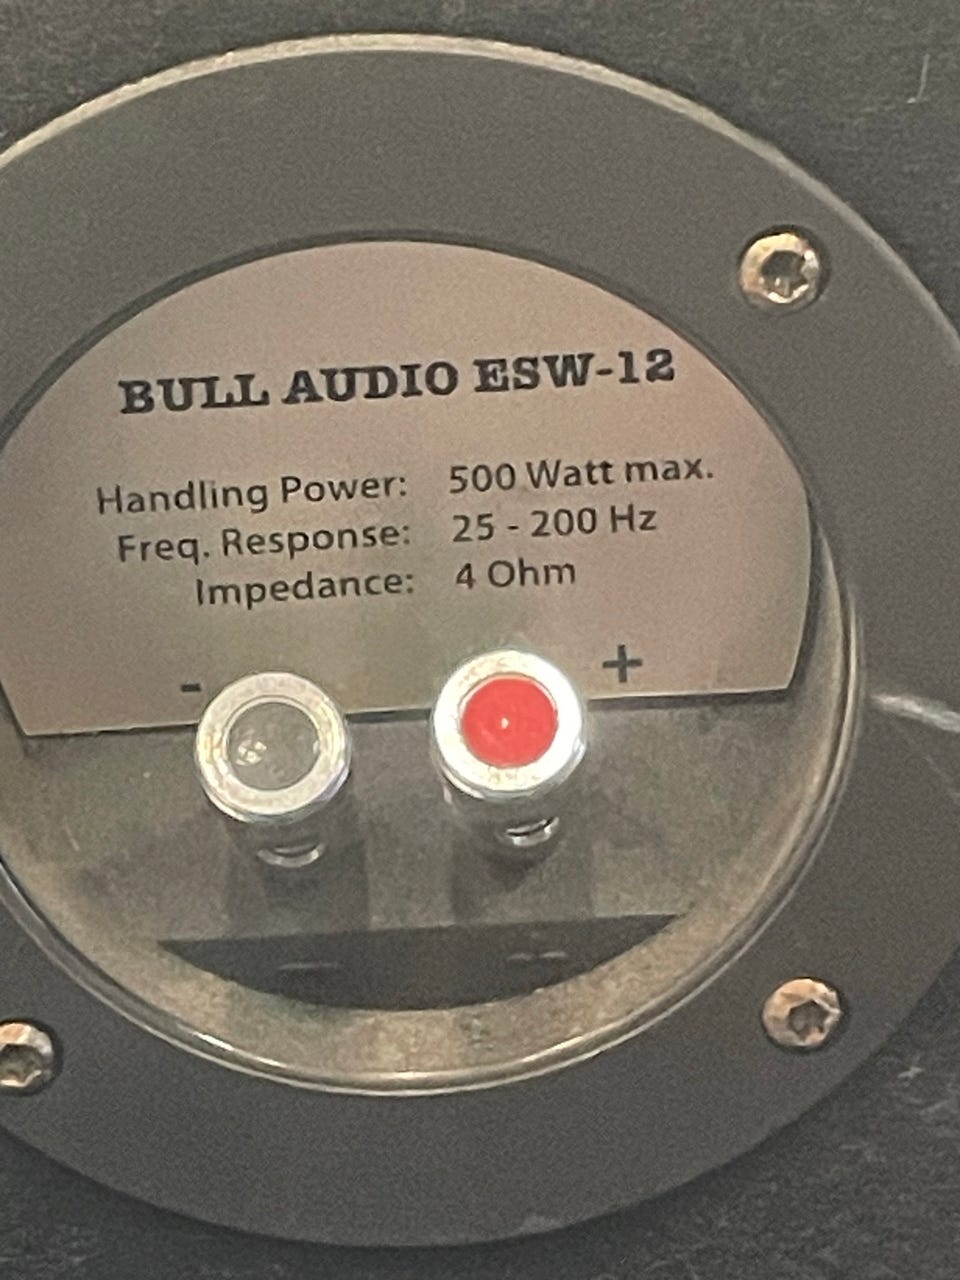 BULL AUDIO ESW-12
Handling Power: 500 Watt max.
Freq. Response: 25 - 200 Hz
Impedance: 4 Ohm
- +